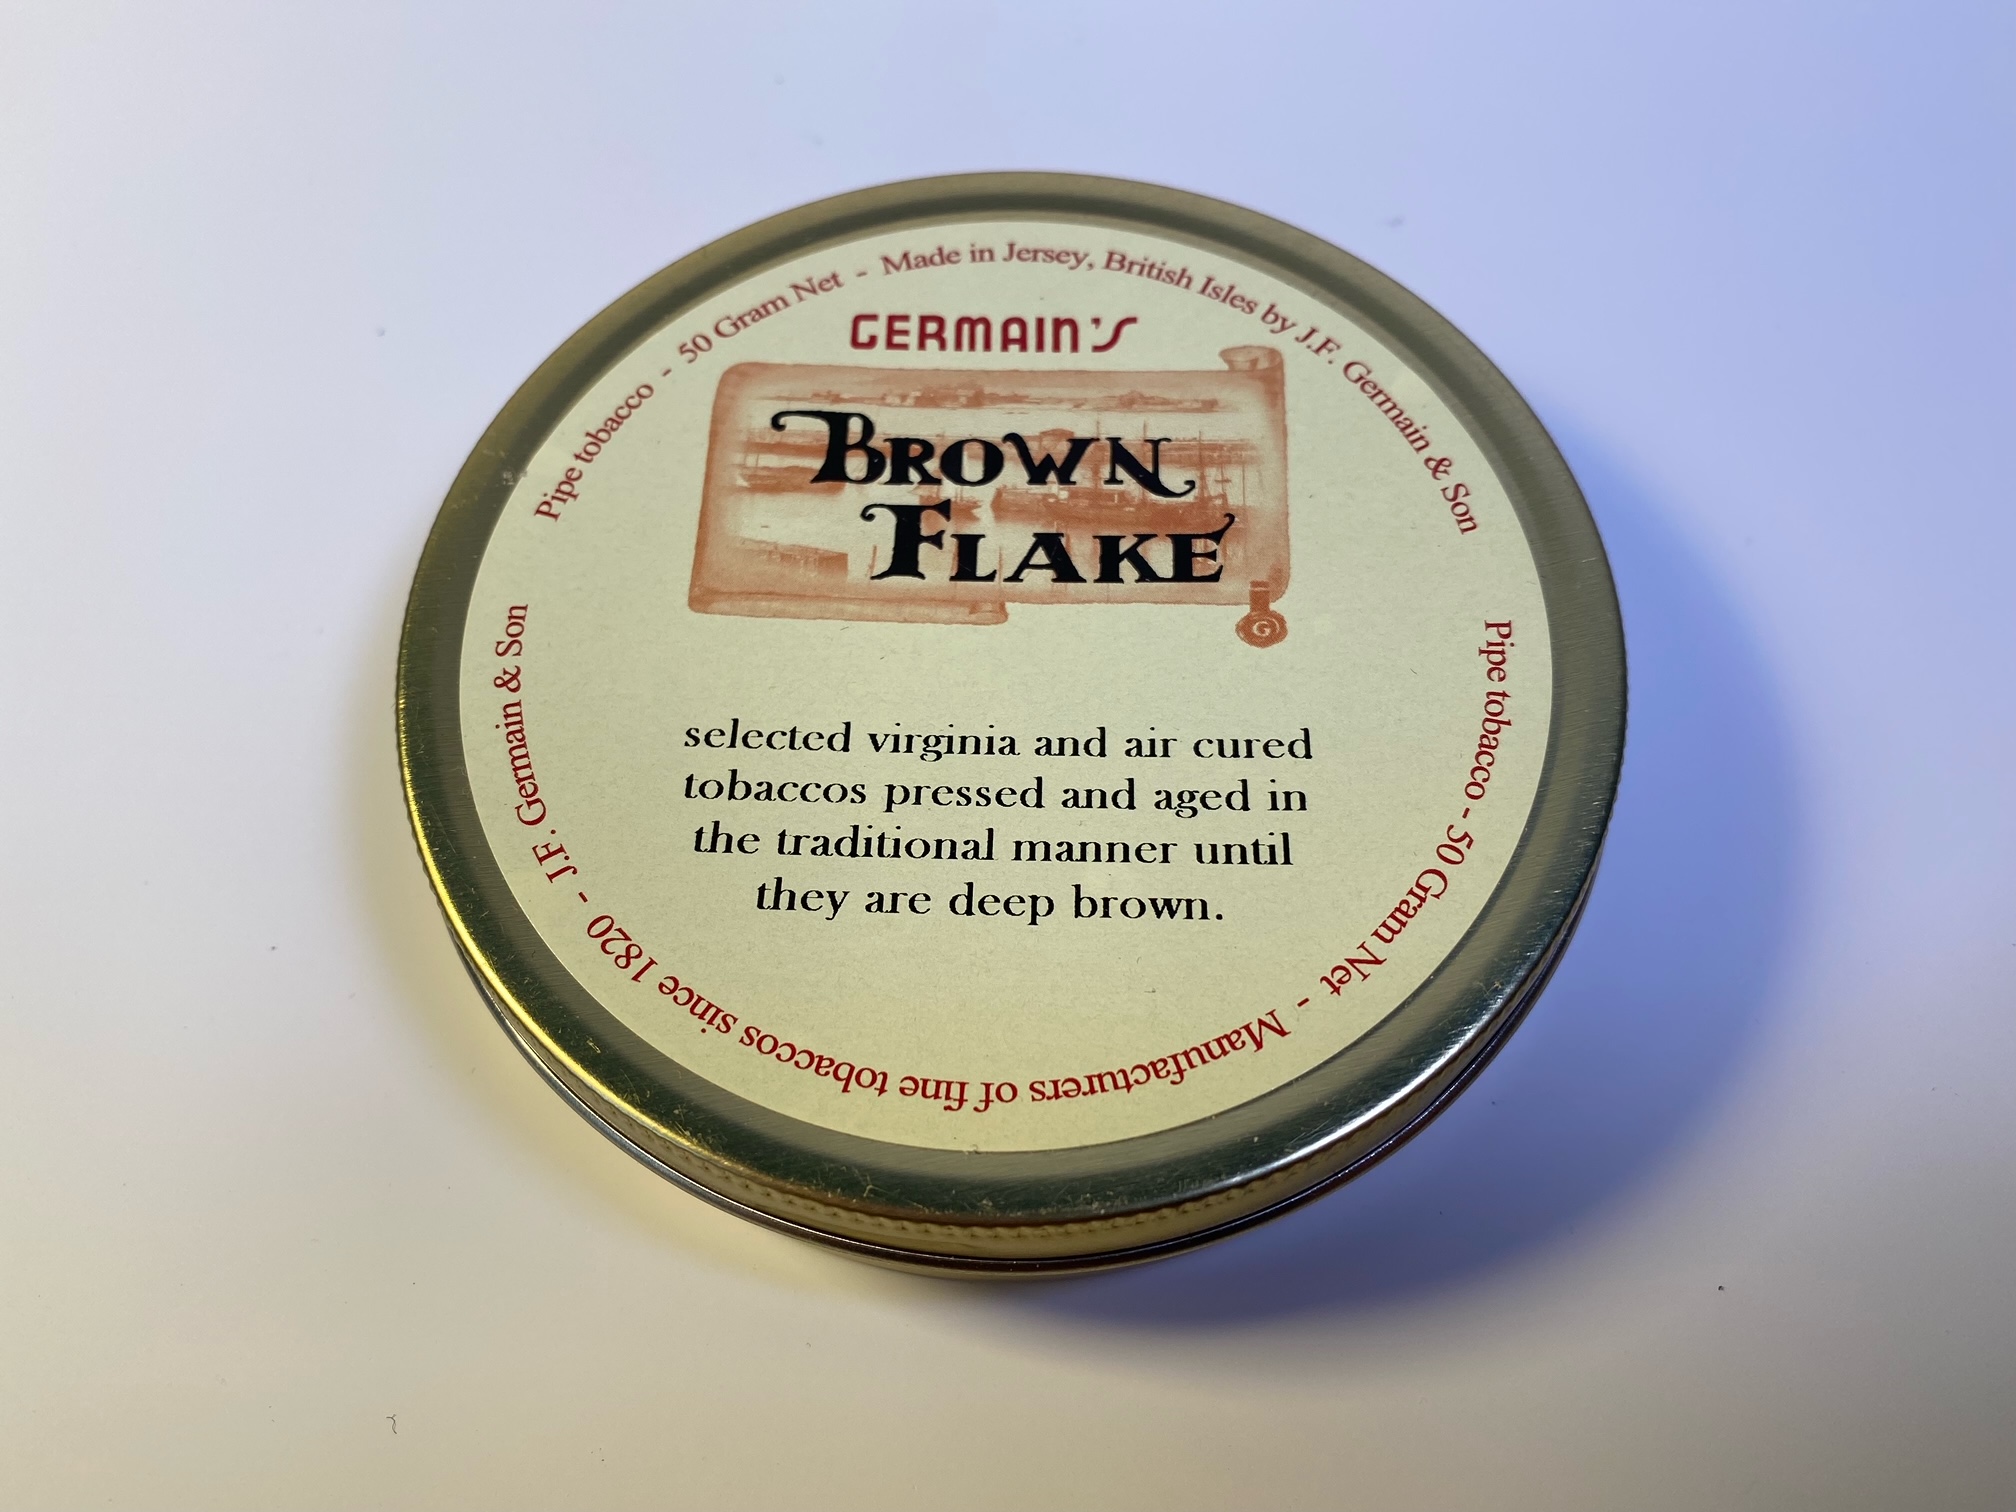 Pipe tobacco - 50 Gram Net - Made in Jersey, British Isles by J.F. Germain & Son
GERMAIN'S
BROWN
FLAKE
G
selected virginia and air cured
tobaccos pressed and aged in
the traditional manner until
they are deep brown.
Pipe tobacco - 50 Gram Net - Manufacturers of fine tobaccos since 1820 - J.F. Germain & Son